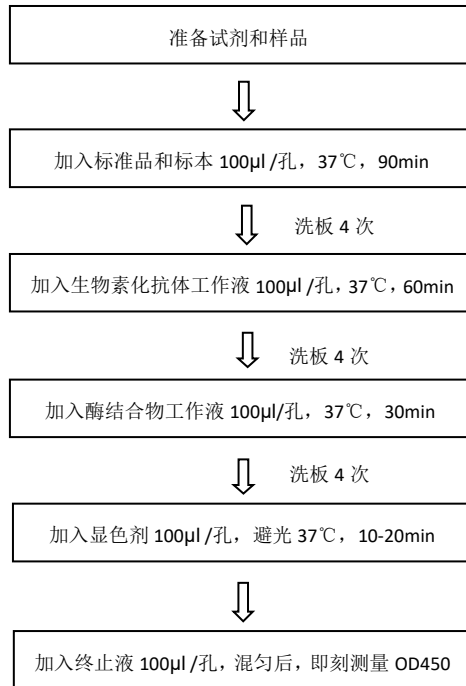 准备试剂和样品
加入标准品和标本 100μl /孔，37℃，90min
洗板 4 次
加入生物素化抗体工作液 100μl /孔，37℃，60min
洗板 4 次
加入酶结合物工作液 100μl/孔，37℃，30min
洗板 4 次
加入显色剂 100μl /孔，避光 37℃，10-20min
加入终止液 100μl /孔，混匀后，即刻测量 OD450